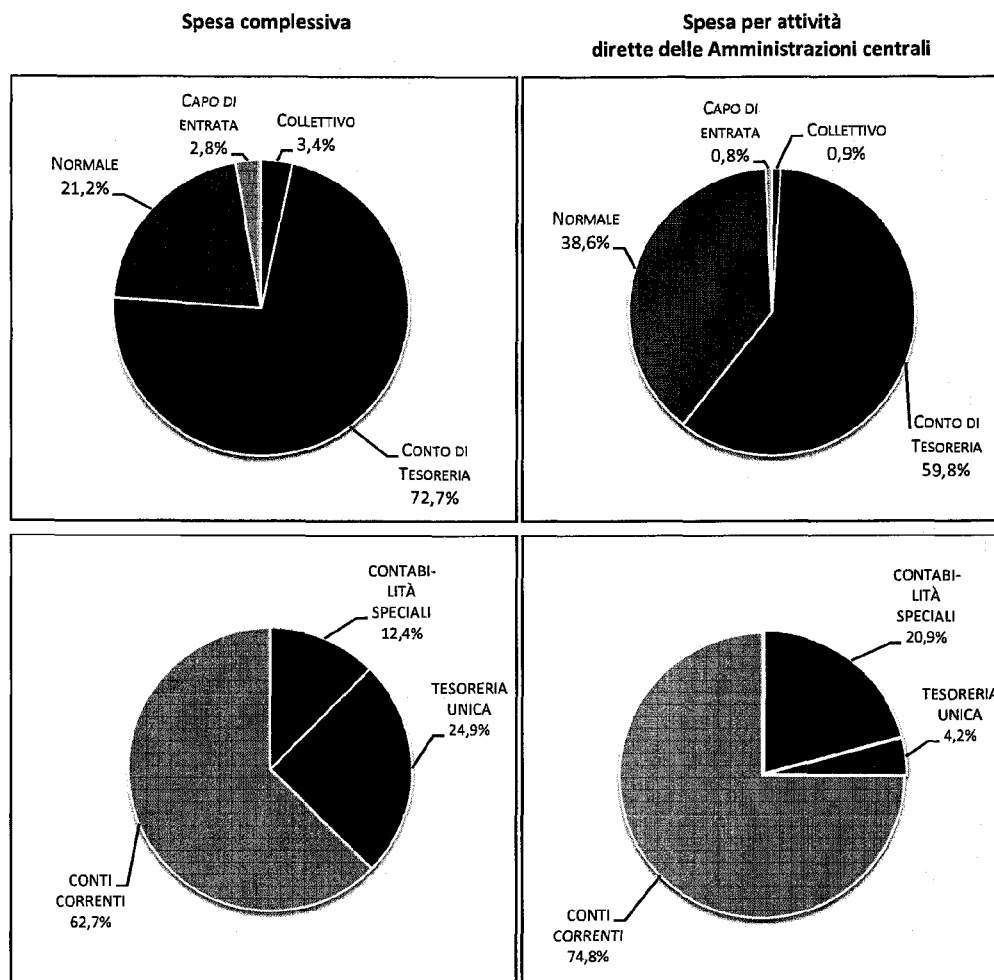 Spesa complessiva
Spesa per attività
dirette delle Amministrazioni centrali
CAPO DI
ENTRATA
2,8%
COLLETTIVO
3,4%
NORMALE
21,2%
CONTO DI
TESORERIA
72,7%
CAPO DI
ENTRATA
0,8%
COLLETTIVO
0,9%
NORMALE
38,6%
CONTO DI
TESORERIA
59,8%
CONTABI-
LITÀ
SPECIALI
12,4%
TESORERIA
UNICA
24,9%
CONTI
CORRENTI
62,7%
CONTABI-
LITÀ
SPECIALI
20,9%
TESORERIA
UNICA
4,2%
CONTI
CORRENTI
74,8%